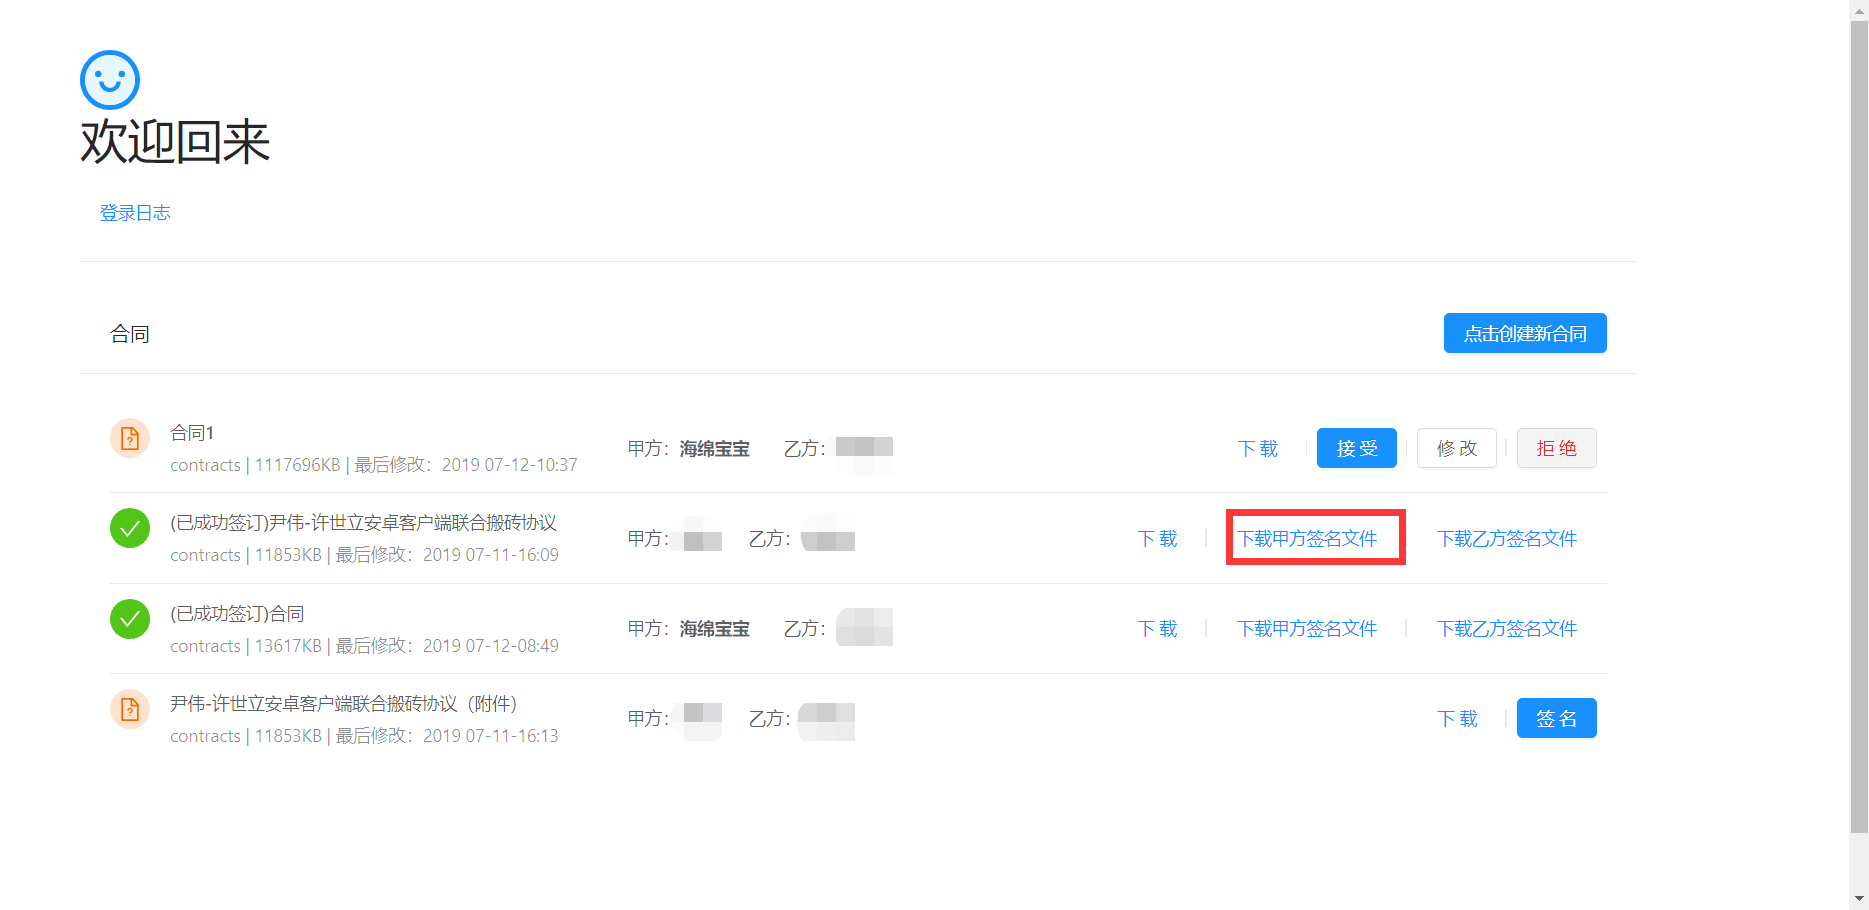 欢迎回来
登录日志
合同
点击创建新合同
合同1
contracts | 1117696KB | 最后修改：2019 07-12-10:37
甲方：海绵宝宝 乙方：
下 载 接 受 修 改 拒 绝
(已成功签订)尹伟-许世立安卓客户端联合搬砖协议
contracts | 11853KB | 最后修改：2019 07-11-16:09
甲方： 乙方：
下 载 下载甲方签名文件 下载乙方签名文件
(已成功签订)合同
contracts | 13617KB | 最后修改：2019 07-12-08:49
甲方：海绵宝宝 乙方：
下 载 下载甲方签名文件 下载乙方签名文件
尹伟-许世立安卓客户端联合搬砖协议（附件）
contracts | 11853KB | 最后修改：2019 07-11-16:13
甲方： 乙方：
下 载 签 名